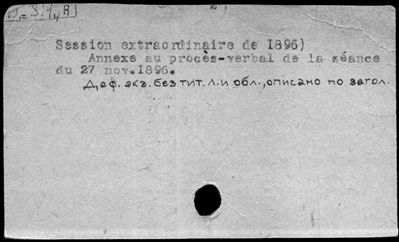 Session extraordinaire de 1896)
Annexe au procès-verbal de la séance
du 27 nov.1896.
Деф. экз. без тит. л. и обл., описано по загол.